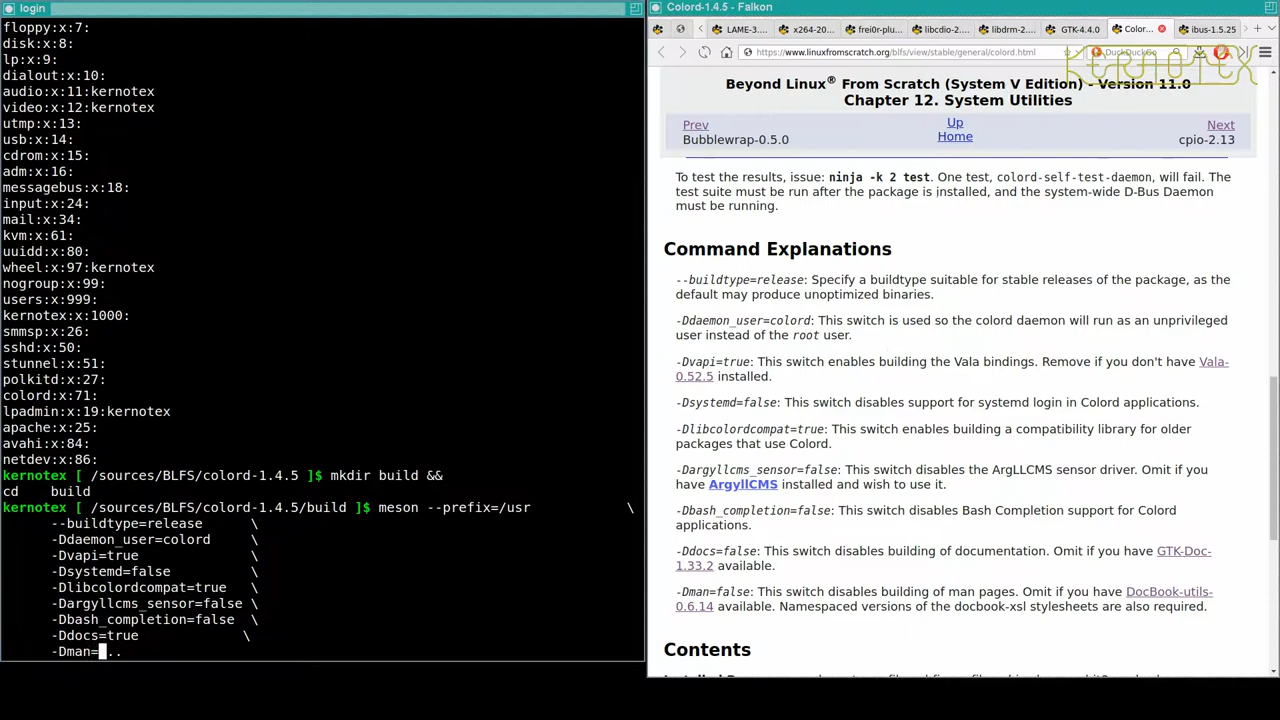 login
floppy:x:7:
disk:x:8:
lp:x:9:
dialout:x:10:
audio:x:11:kernotex
video:x:12:kernotex
utmp:x:13:
usb:x:14:
cdrom:x:15:
adm:x:16:
messagebus:x:18:
input:x:24:
mail:x:34:
kvm:x:61:
uuidd:x:80:
wheel:x:97:kernotex
nogroup:x:99:
users:x:999:
kernotex:x:1000:
smmsp:x:26:
sshd:x:50:
stunnel:x:51:
polkitd:x:27:
colord:x:71:
lpadmin:x:19:kernotex
apache:x:25:
avahi:x:84:
netdev:x:86:
kernotex [ /sources/BLFS/colord-1.4.5 ]$ mkdir build &&
cd    build
kernotex [ /sources/BLFS/colord-1.4.5/build ]$ meson --prefix=/usr            \
      --buildtype=release      \
      -Ddaemon_user=colord     \
      -Dvapi=true              \
      -Dsystemd=false          \
      -Dlibcolordcompat=true   \
      -Dargyllcms_sensor=false \
      -Dbash_completion=false  \
      -Ddocs=true             \
      -Dman= ..
Colord-1.4.5 - Falkon
LAME-3.... x264-20... frei0r-plu... libcdio-2.... libdrm-2.... GTK-4.4.0 Color... ibus-1.5.25
https://www.linuxfromscratch.org/blfs/view/stable/general/colord.html DuckDuckGo
KERNOTEX
Beyond Linux® From Scratch (System V Edition) - Version 11.0
Chapter 12. System Utilities
Prev Up Next
Bubblewrap-0.5.0 Home cpio-2.13
To test the results, issue: ninja -k 2 test. One test, colord-self-test-daemon, will fail. The
test suite must be run after the package is installed, and the system-wide D-Bus Daemon
must be running.
Command Explanations
--buildtype=release: Specify a buildtype suitable for stable releases of the package, as the
default may produce unoptimized binaries.
-Ddaemon_user=colord: This switch is used so the colord daemon will run as an unprivileged
user instead of the root user.
-Dvapi=true: This switch enables building the Vala bindings. Remove if you don't have Vala-
0.52.5 installed.
-Dsystemd=false: This switch disables support for systemd login in Colord applications.
-Dlibcolordcompat=true: This switch enables building a compatibility library for older
packages that use Colord.
-Dargyllcms_sensor=false: This switch disables the ArgLLCMS sensor driver. Omit if you
have ArgyllCMS installed and wish to use it.
-Dbash_completion=false: This switch disables Bash Completion support for Colord
applications.
-Ddocs=false: This switch disables building of documentation. Omit if you have GTK-Doc-
1.33.2 available.
-Dman=false: This switch disables building of man pages. Omit if you have DocBook-utils-
0.6.14 available. Namespaced versions of the docbook-xsl stylesheets are also required.
Contents